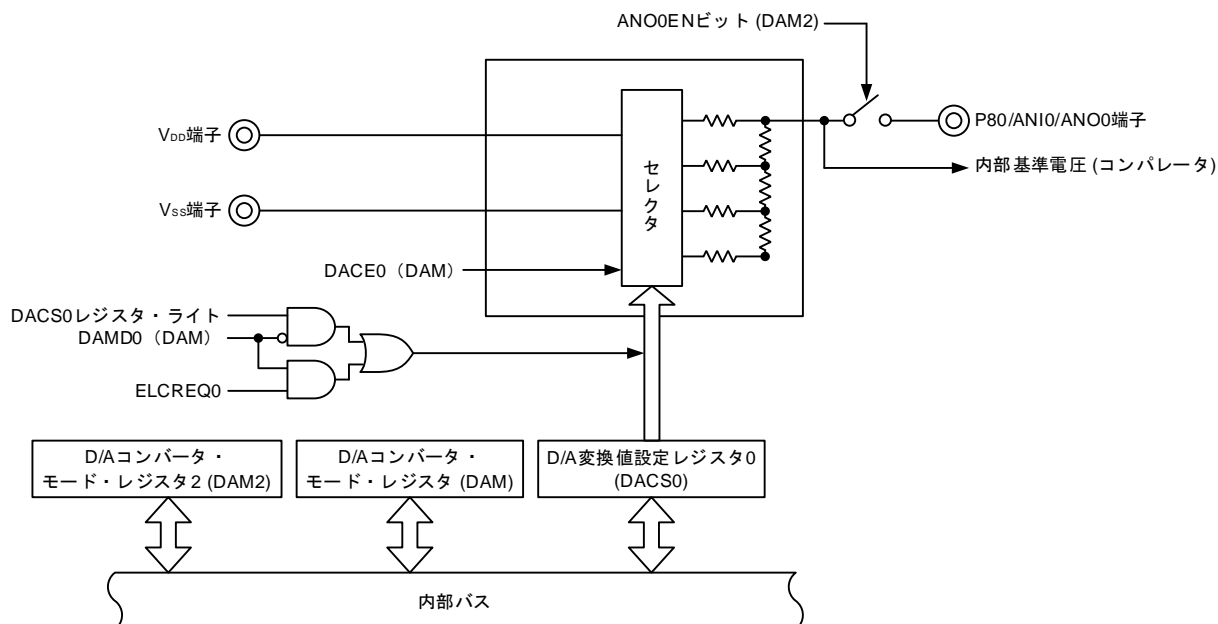 ANO0ENビット (DAM2)
VDD端子
P80/ANI0/ANO0端子
セレクタ
内部基準電圧 (コンパレータ)
VSS端子
DACE0（DAM）
DACS0レジスタ・ライト
DAMD0（DAM）
ELCREQ0
D/Aコンバータ・
モード・レジスタ2 (DAM2)
D/Aコンバータ・
モード・レジスタ (DAM)
D/A変換値設定レジスタ0
(DACS0)
内部バス